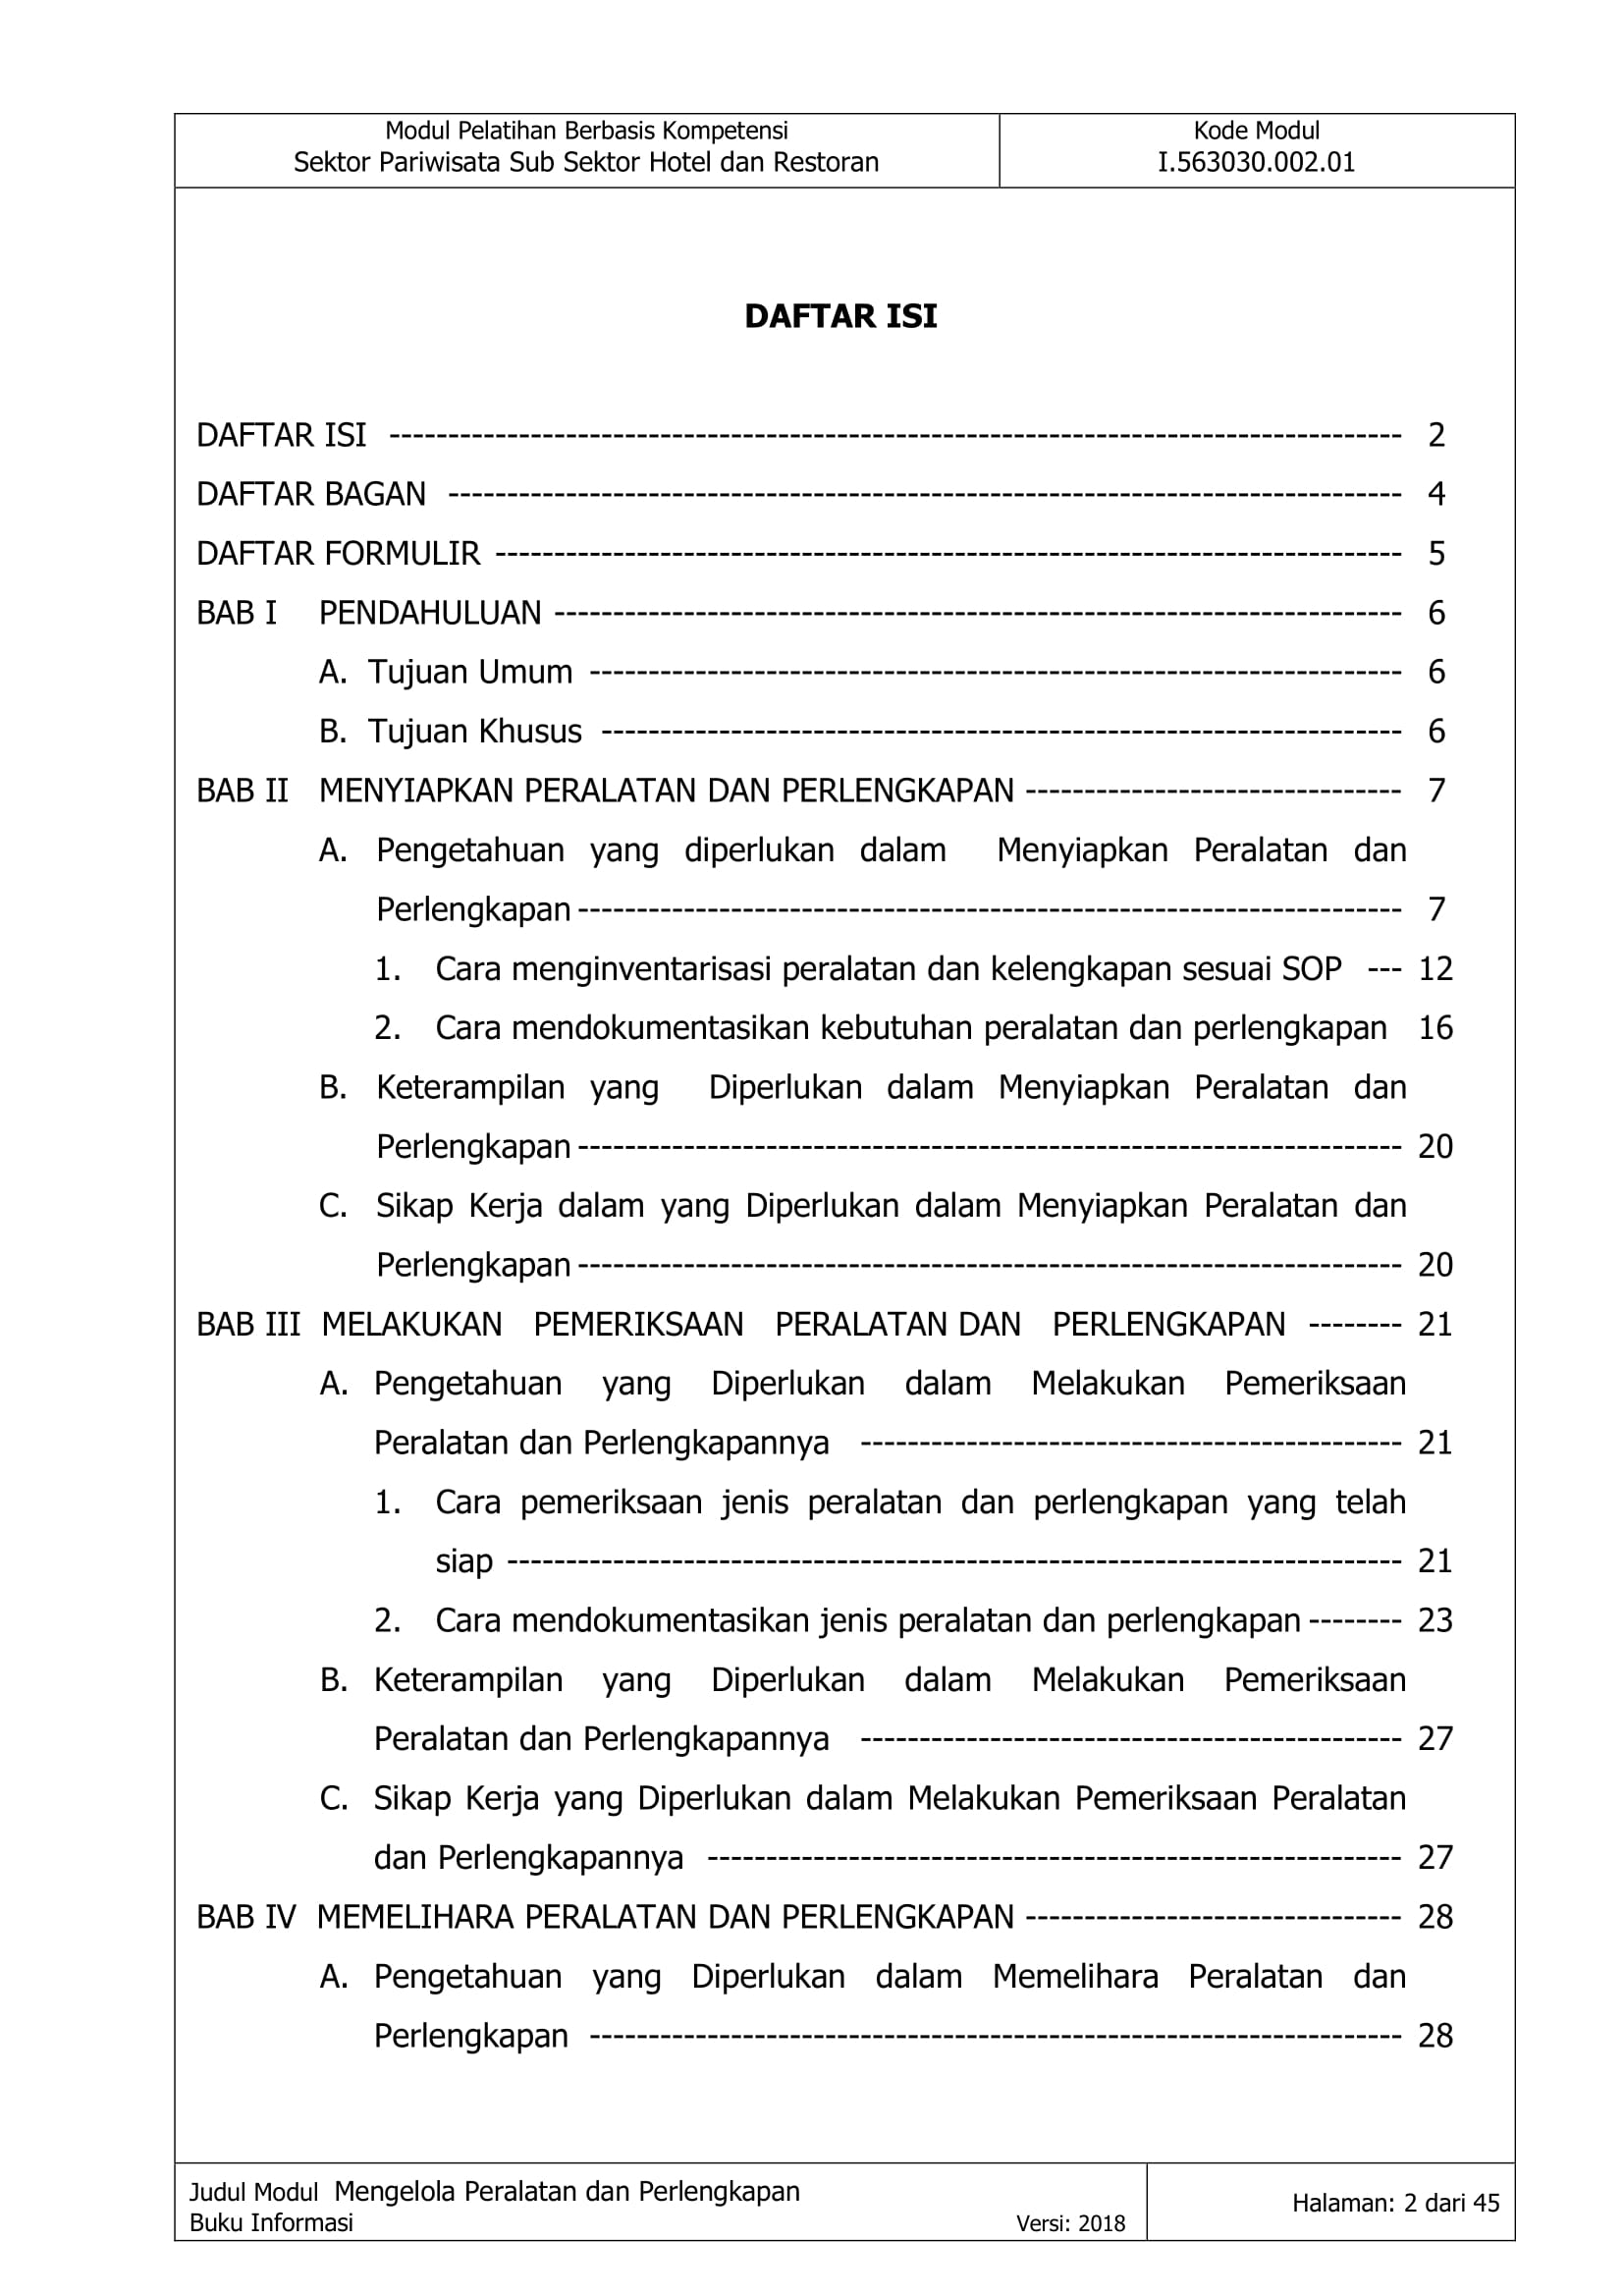 Modul Pelatihan Berbasis Kompetensi
Sektor Pariwisata Sub Sektor Hotel dan Restoran
Kode Modul
I.563030.002.01
DAFTAR ISI
DAFTAR ISI -------------------------------------------------------------------------------------- 2
DAFTAR BAGAN --------------------------------------------------------------------------------- 4
DAFTAR FORMULIR ----------------------------------------------------------------------------- 5
BAB I PENDAHULUAN ------------------------------------------------------------------------ 6
A. Tujuan Umum --------------------------------------------------------------------- 6
B. Tujuan Khusus -------------------------------------------------------------------- 6
BAB II MENYIAPKAN PERALATAN DAN PERLENGKAPAN -------------------------------- 7
A. Pengetahuan yang diperlukan dalam Menyiapkan Peralatan dan
Perlengkapan ---------------------------------------------------------------------- 7
1. Cara menginventarisasi peralatan dan kelengkapan sesuai SOP --- 12
2. Cara mendokumentasikan kebutuhan peralatan dan perlengkapan 16
B. Keterampilan yang Diperlukan dalam Menyiapkan Peralatan dan
Perlengkapan ---------------------------------------------------------------------- 20
C. Sikap Kerja dalam yang Diperlukan dalam Menyiapkan Peralatan dan
Perlengkapan ---------------------------------------------------------------------- 20
BAB III MELAKUKAN PEMERIKSAAN PERALATAN DAN PERLENGKAPAN -------- 21
A. Pengetahuan yang Diperlukan dalam Melakukan Pemeriksaan
Peralatan dan Perlengkapannya ---------------------------------------------- 21
1. Cara pemeriksaan jenis peralatan dan perlengkapan yang telah
siap ---------------------------------------------------------------------------- 21
2. Cara mendokumentasikan jenis peralatan dan perlengkapan -------- 23
B. Keterampilan yang Diperlukan dalam Melakukan Pemeriksaan
Peralatan dan Perlengkapannya ---------------------------------------------- 27
C. Sikap Kerja yang Diperlukan dalam Melakukan Pemeriksaan Peralatan
dan Perlengkapannya ----------------------------------------------------------- 27
BAB IV MEMELIHARA PERALATAN DAN PERLENGKAPAN -------------------------------- 28
A. Pengetahuan yang Diperlukan dalam Memelihara Peralatan dan
Perlengkapan --------------------------------------------------------------------- 28
Judul Modul Mengelola Peralatan dan Perlengkapan
Buku Informasi Versi: 2018
Halaman: 2 dari 45